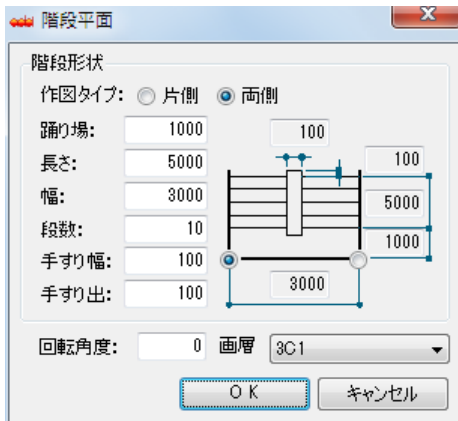 階段平面
階段形状
作図タイプ: 片側 両側
踊り場: 1000
長さ: 5000
幅: 3000
段数: 10
手すり幅: 100
手すり出: 100
100
100
5000
1000
3000
回転角度: 0 画層 3C1
OK キャンセル